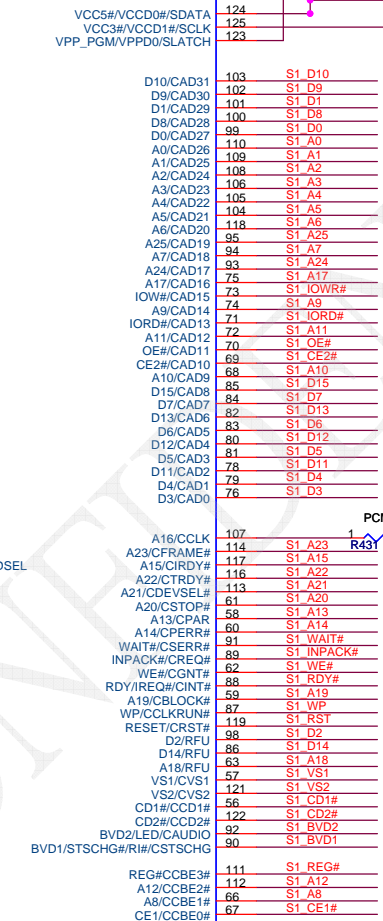 VCC5#/VCCD0#/SDATA 124
VCC3#/VCCD1#/SCLK 125
VPP_PGM/VPPD0/SLATCH 123
D10/CAD31 103 S1_D10
D9/CAD30 102 S1_D9
D1/CAD29 101 S1_D1
D8/CAD28 100 S1_D8
D0/CAD27 99 S1_D0
A0/CAD26 110 S1_A0
A1/CAD25 109 S1_A1
A2/CAD24 108 S1_A2
A3/CAD23 106 S1_A3
A4/CAD22 105 S1_A4
A5/CAD21 104 S1_A5
A6/CAD20 118 S1_A6
A25/CAD19 95 S1_A25
A7/CAD18 94 S1_A7
A24/CAD17 93 S1_A24
A17/CAD16 75 S1_A17
IOW#/CAD15 73 S1_IOWR#
A9/CAD14 74 S1_A9
IORD#/CAD13 71 S1_IORD#
A11/CAD12 72 S1_A11
OE#/CAD11 70 S1_OE#
CE2#/CAD10 69 S1_CE2#
A10/CAD9 68 S1_A10
D15/CAD8 85 S1_D15
D7/CAD7 84 S1_D7
D13/CAD6 82 S1_D13
D6/CAD5 83 S1_D6
D12/CAD4 80 S1_D12
D5/CAD3 81 S1_D5
D11/CAD2 78 S1_D11
D4/CAD1 79 S1_D4
D3/CAD0 76 S1_D3
PCM
A16/CCLK 107 1 R431
A23/CFRAME# 114 S1_A23
OSEL A15/CIRDY# 117 S1_A15
A22/CTRDY# 116 S1_A22
A21/CDEVSEL# 113 S1_A21
A20/CSTOP# 61 S1_A20
A13/CPAR 58 S1_A13
A14/CPERR# 60 S1_A14
WAIT#/CSERR# 91 S1_WAIT#
INPACK#/CREQ# 89 S1_INPACK#
WE#/CGNT# 62 S1_WE#
RDY/IREQ#/CINT# 88 S1_RDY#
A19/CBLOCK# 59 S1_A19
WP/CCLKRUN# 87 S1_WP
RESET/CRST# 119 S1_RST
D2/RFU 98 S1_D2
D14/RFU 86 S1_D14
A18/RFU 63 S1_A18
VS1/CVS1 57 S1_VS1
VS2/CVS2 121 S1_VS2
CD1#/CCD1# 56 S1_CD1#
CD2#/CCD2# 122 S1_CD2#
BVD2/LED/CAUDIO 92 S1_BVD2
BVD1/STSCHG#/RI#/CSTSCHG 90 S1_BVD1
REG#/CCBE3# 111 S1_REG#
A12/CCBE2# 112 S1_A12
A8/CCBE1# 66 S1_A8
CE1/CCBE0# 67 S1_CE1#